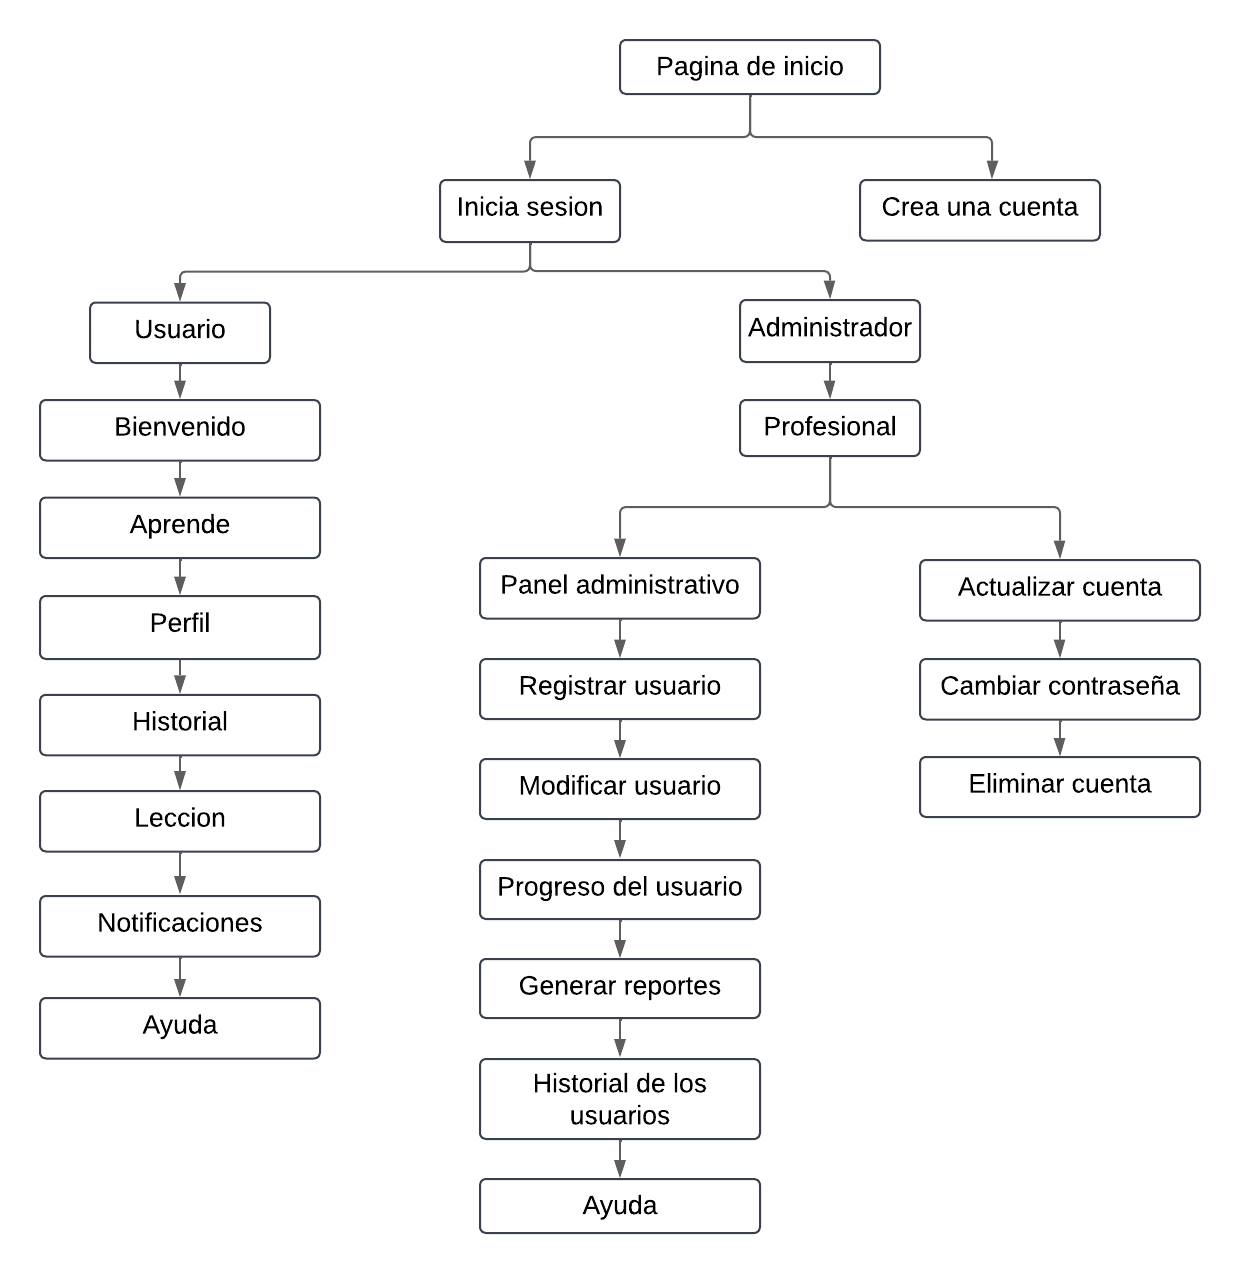 Pagina de inicio
Inicia sesion
Crea una cuenta
Usuario
Administrador
Bienvenido
Profesional
Aprende
Panel administrativo
Actualizar cuenta
Perfil
Registrar usuario
Cambiar contraseña
Historial
Modificar usuario
Eliminar cuenta
Leccion
Progreso del usuario
Notificaciones
Generar reportes
Ayuda
Historial de los
usuarios
Ayuda